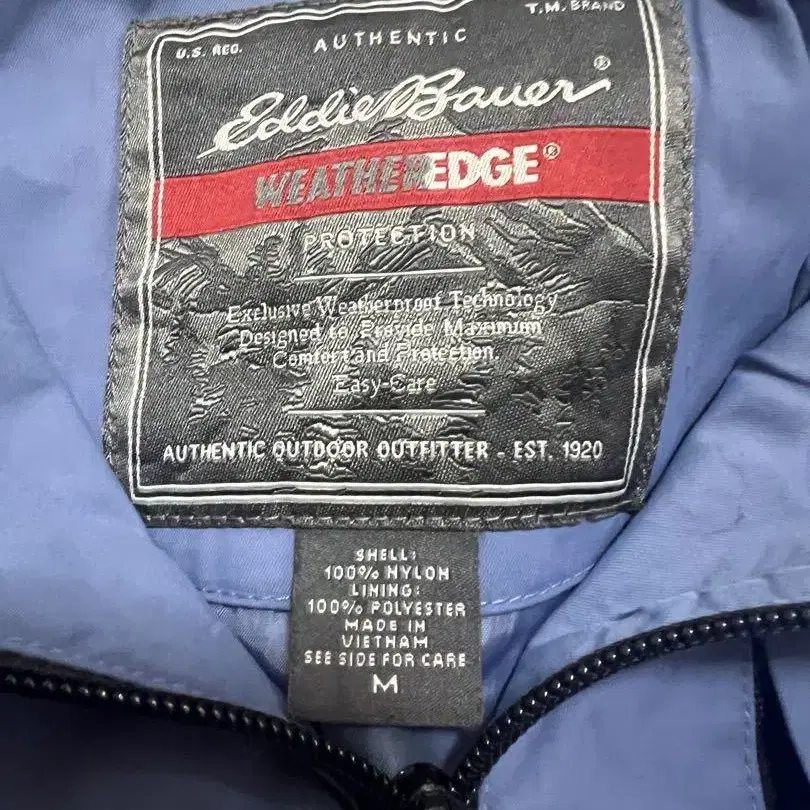 U.S. REG.
AUTHENTIC
T.M. BRAND
Eddie Bauer®
WEATHEREDGE®
PROTECTION
Exclusive Weatherproof Technology
Designed to Provide Maximum
Comfort and Protection.
Easy-Care
AUTHENTIC OUTDOOR OUTFITTER - EST. 1920
SHELL:
100% NYLON
LINING:
100% POLYESTER
MADE IN
VIETNAM
SEE SIDE FOR CARE
M